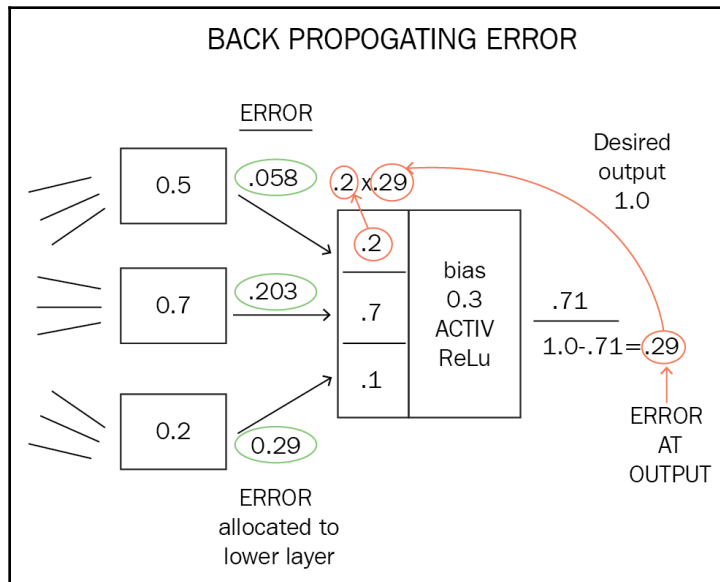 BACK PROPOGATING ERROR
ERROR
Desired
output
1.0
0.5
.058
.2 x .29
.2
0.7
.203
.7
bias
0.3
ACTIV
ReLu
.71
1.0-.71=.29
.1
0.2
0.29
ERROR
AT
OUTPUT
ERROR
allocated to
lower layer